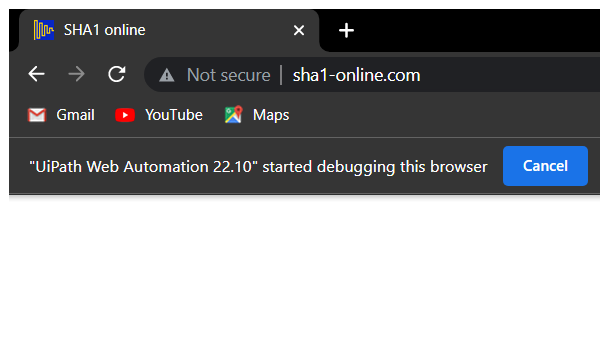 SHA1 online
Not secure | sha1-online.com
Gmail YouTube Maps
"UiPath Web Automation 22.10" started debugging this browser Cancel